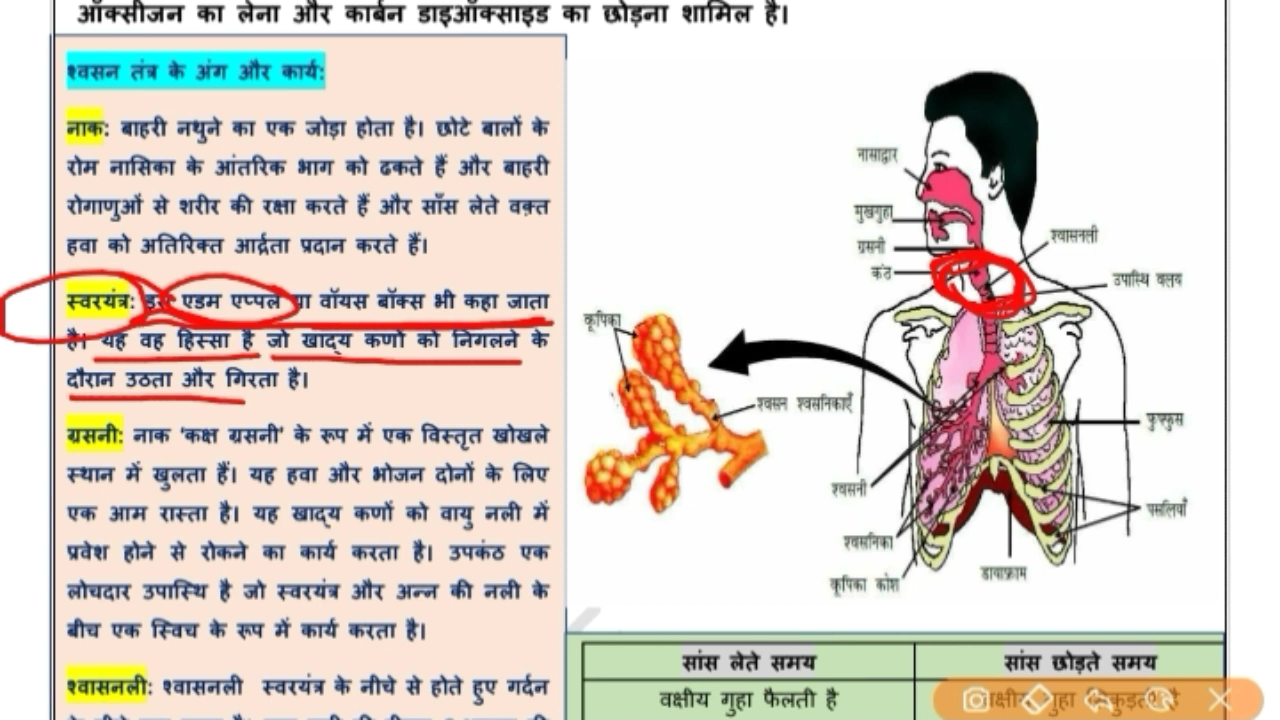 ऑक्सीजन का लेना और कार्बन डाइऑक्साइड का छोड़ना शामिल है।
श्वसन तंत्र के अंग और कार्य:
नाक: बाहरी नथुने का एक जोड़ा होता है। छोटे बालों के
रोम नासिका के आंतरिक भाग को ढकते हैं और बाहरी
रोगाणुओं से शरीर की रक्षा करते हैं और साँस लेते वक़्त
हवा को अतिरिक्त आर्द्रता प्रदान करते हैं।
स्वरयंत्र: इसे एडम एप्पल या वॉयस बॉक्स भी कहा जाता
है। यह वह हिस्सा है जो खाद्य कणों को निगलने के
दौरान उठता और गिरता है।
ग्रसनी: नाक 'कक्ष ग्रसनी' के रूप में एक विस्तृत खोखले
स्थान में खुलता हैं। यह हवा और भोजन दोनों के लिए
एक आम रास्ता है। यह खाद्य कणों को वायु नली में
प्रवेश होने से रोकने का कार्य करता है। उपकंठ एक
लोचदार उपास्थि है जो स्वरयंत्र और अन्न की नली के
बीच एक स्विच के रूप में कार्य करता है।
श्वासनली: श्वासनली स्वरयंत्र के नीचे से होते हुए गर्दन
नासाद्वार
मुखगुहा
ग्रसनी
कंठ
श्वासनली
उपास्थि वलय
कूपिका
श्वसन श्वसनिकाएँ
फुफ्फुस
श्वसनी
पसलियाँ
श्वसनिका
डायाफ्राम
कूपिका कोश
सांस लेते समय
सांस छोड़ते समय
वक्षीय गुहा फैलती है
वक्षीय गुहा सिकुड़ती है